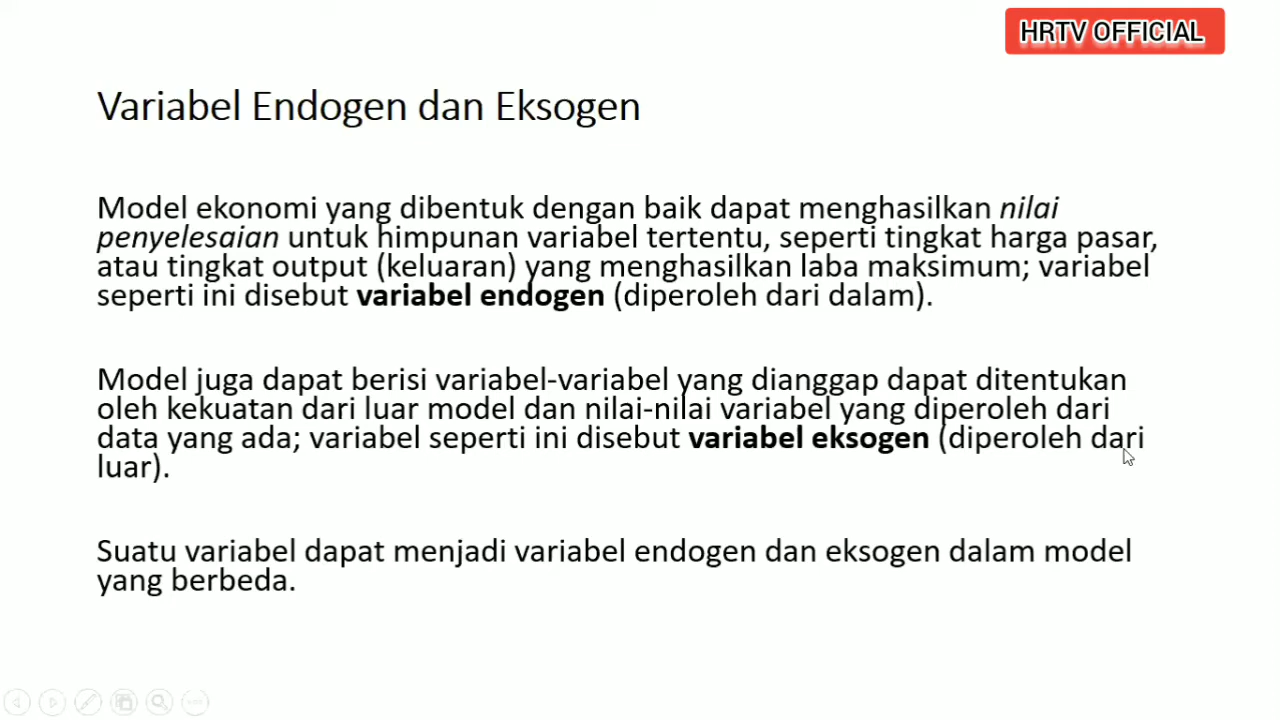 HRTV OFFICIAL
Variabel Endogen dan Eksogen
Model ekonomi yang dibentuk dengan baik dapat menghasilkan nilai
penyelesaian untuk himpunan variabel tertentu, seperti tingkat harga pasar,
atau tingkat output (keluaran) yang menghasilkan laba maksimum; variabel
seperti ini disebut variabel endogen (diperoleh dari dalam).
Model juga dapat berisi variabel-variabel yang dianggap dapat ditentukan
oleh kekuatan dari luar model dan nilai-nilai variabel yang diperoleh dari
data yang ada; variabel seperti ini disebut variabel eksogen (diperoleh dari
luar).
Suatu variabel dapat menjadi variabel endogen dan eksogen dalam model
yang berbeda.